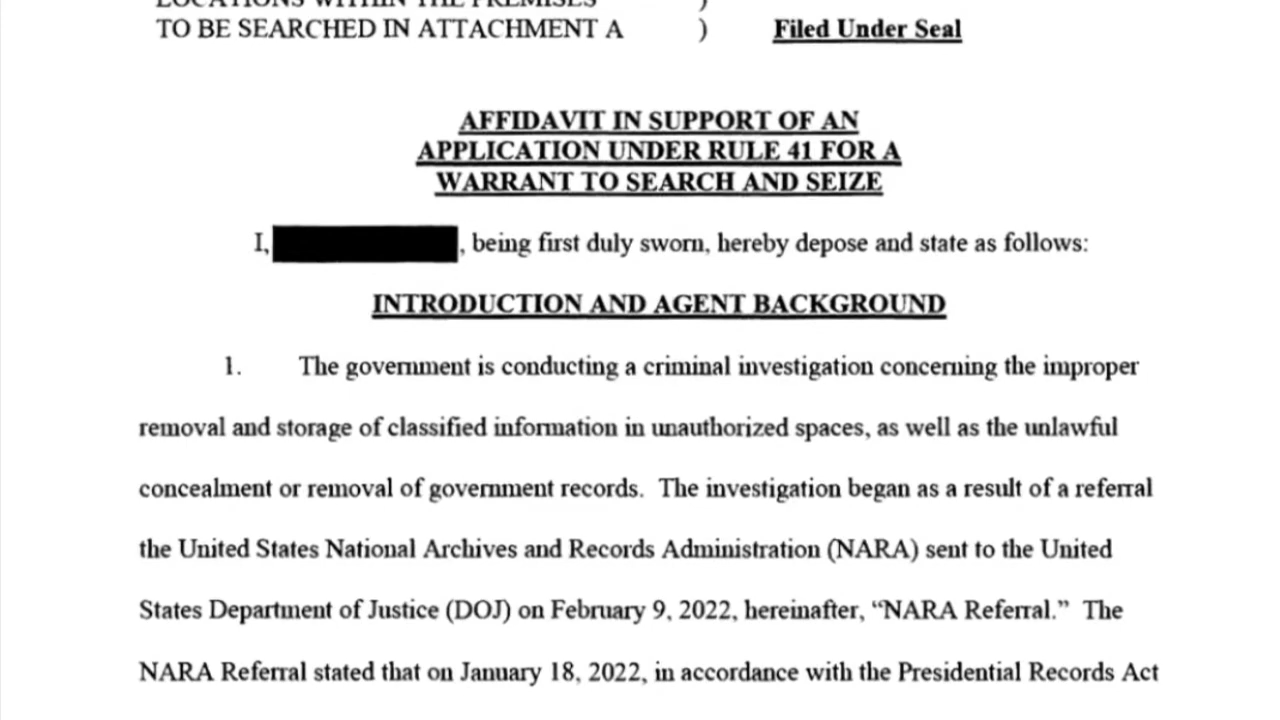 LOCATIONS WITHIN THE PREMISES )
TO BE SEARCHED IN ATTACHMENT A ) Filed Under Seal
AFFIDAVIT IN SUPPORT OF AN
APPLICATION UNDER RULE 41 FOR A
WARRANT TO SEARCH AND SEIZE
I, , being first duly sworn, hereby depose and state as follows:
INTRODUCTION AND AGENT BACKGROUND
1. The government is conducting a criminal investigation concerning the improper
removal and storage of classified information in unauthorized spaces, as well as the unlawful
concealment or removal of government records. The investigation began as a result of a referral
the United States National Archives and Records Administration (NARA) sent to the United
States Department of Justice (DOJ) on February 9, 2022, hereinafter, “NARA Referral.” The
NARA Referral stated that on January 18, 2022, in accordance with the Presidential Records Act